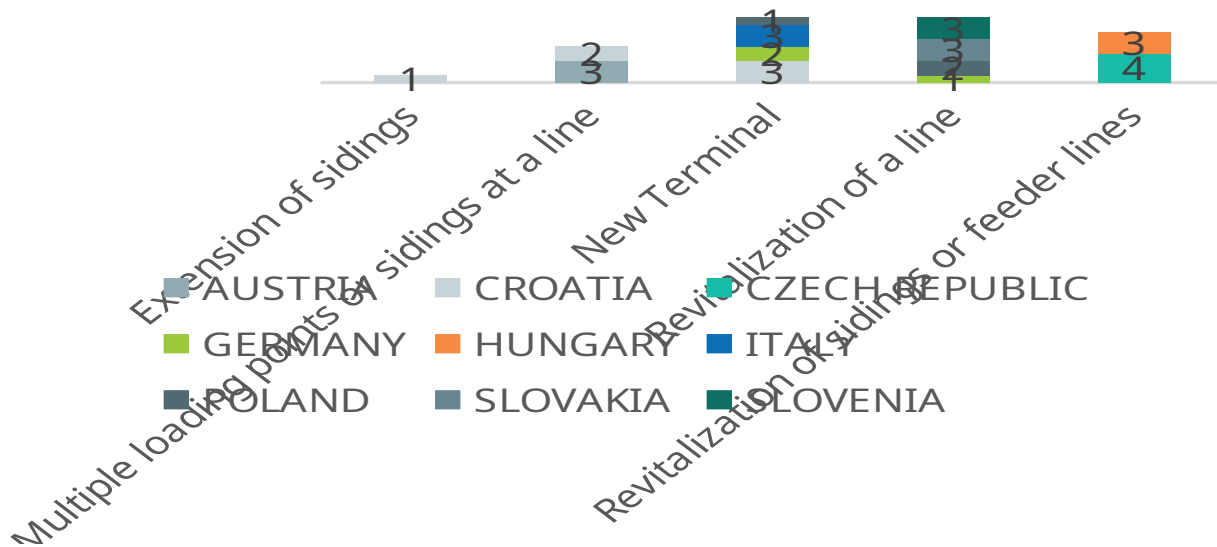 1
2
3
1
3
2
3
3
3
2
1
3
4
Extension of sidings
Multiple loading points or sidings at a line
New Terminal
Revitalization of a line
Revitalization of sidings or feeder lines
AUSTRIA CROATIA CZECH REPUBLIC
GERMANY HUNGARY ITALY
POLAND SLOVAKIA SLOVENIA